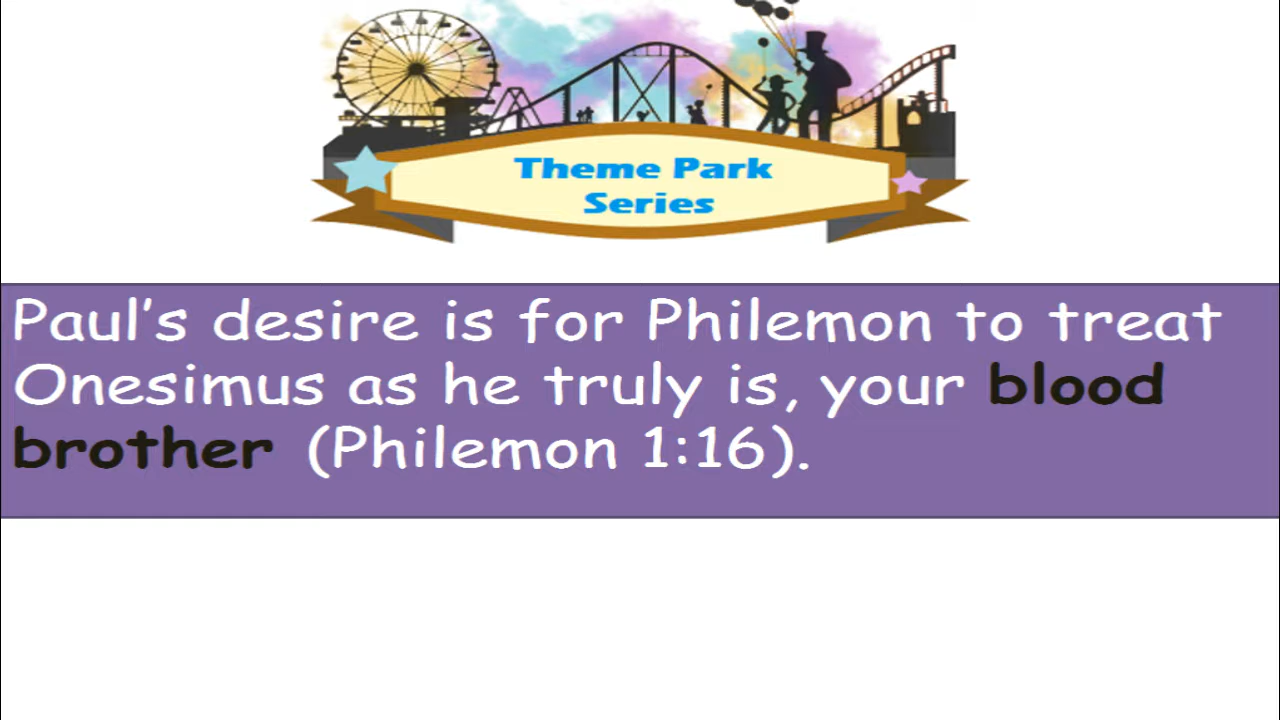 Theme Park
Series
Paul's desire is for Philemon to treat
Onesimus as he truly is, your blood
brother (Philemon 1:16).